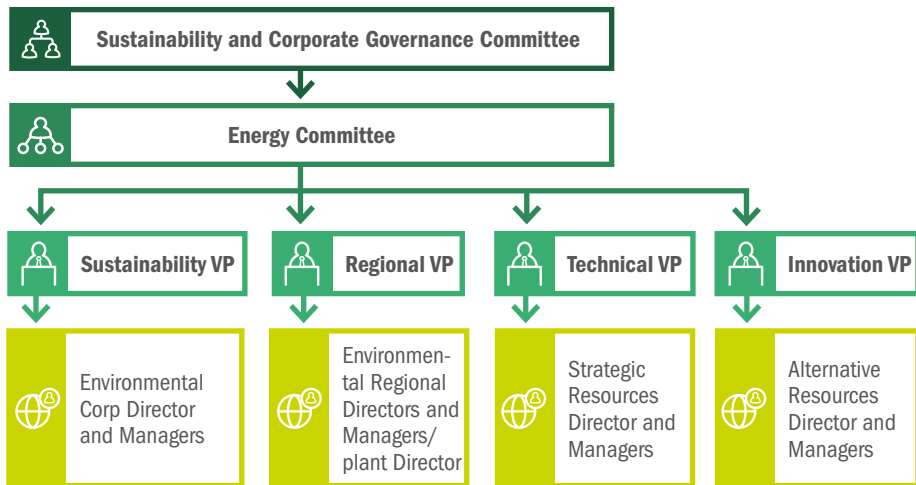 Sustainability and Corporate Governance Committee
Energy Committee
Sustainability VP
Regional VP
Technical VP
Innovation VP
Environmental
Corp Director
and Managers
Environmen-
tal Regional
Directors and
Managers/
plant Director
Strategic
Resources
Director and
Managers
Alternative
Resources
Director and
Managers